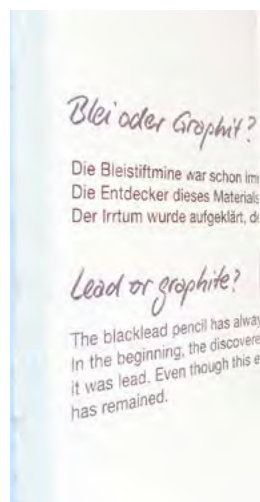 Blei oder Graphit?
Die Bleistiftmine war schon
Die Entdecker dieses Materials
Der Irrtum wurde aufgeklärt,
Lead or graphite?
The blacklead pencil has
In the beginning, the
it was lead. Even though this
has remained.